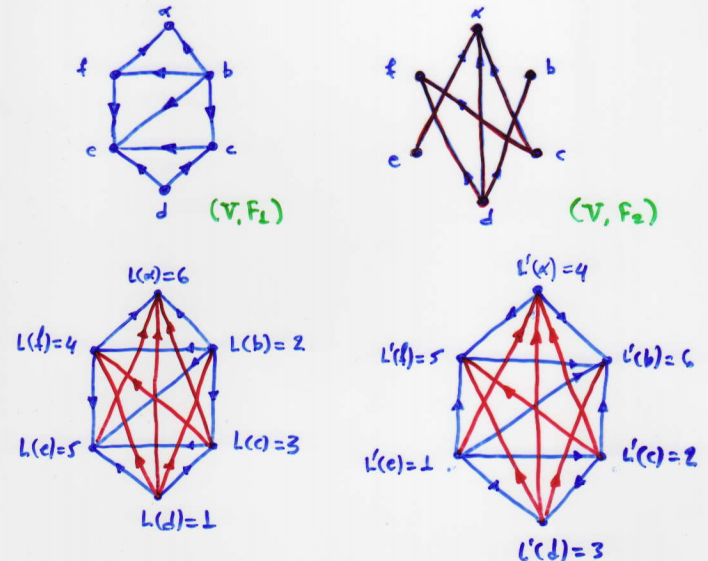 α
f b
e c
d
(V, F₁)
α
f b
e c
d
(V, F₂)
L(α)=6
L(f)=4 L(b)=2
L(e)=5 L(c)=3
L(d)=1
L'(α)=4
L'(f)=5 L'(b)=6
L'(e)=1 L'(c)=2
L'(d)=3